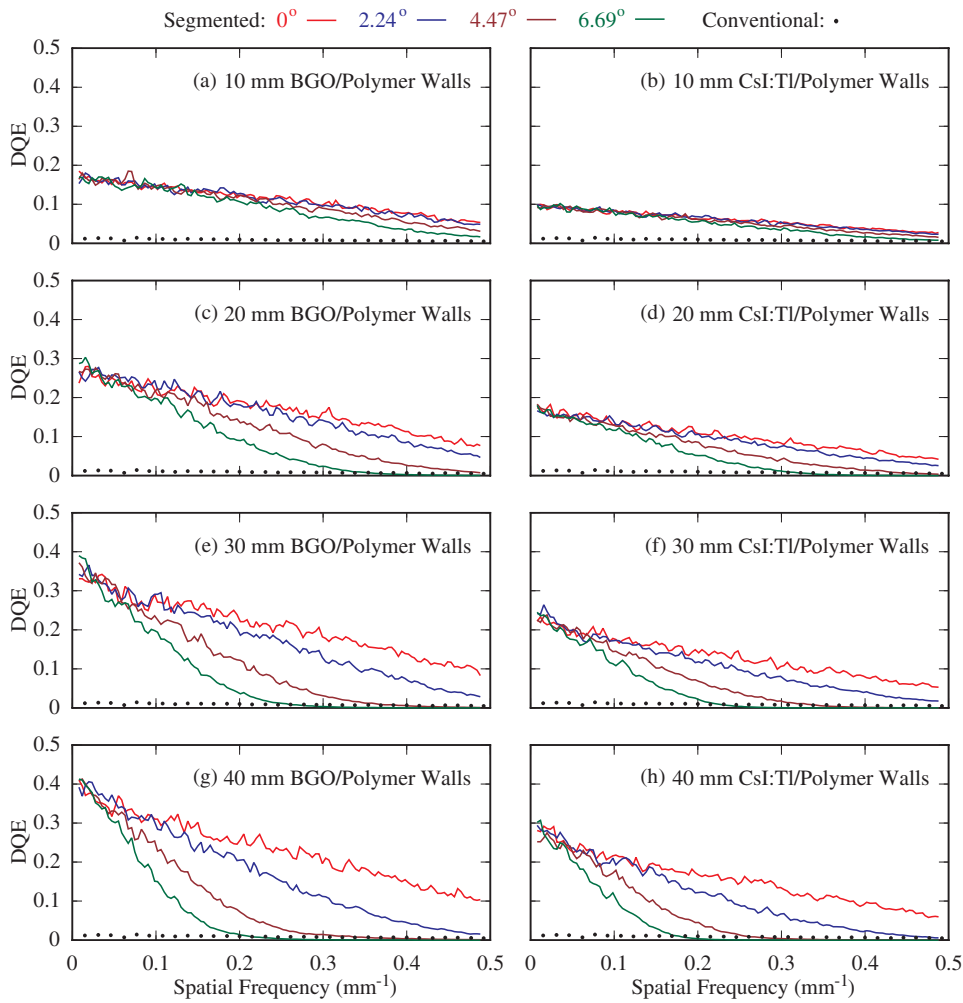 Segmented: 0° 2.24° 4.47° 6.69° Conventional:
0.5
0.4
0.3
0.2
0.1
0
DQE
(a) 10 mm BGO/Polymer Walls
(b) 10 mm CsI:Tl/Polymer Walls
0.5
0.4
0.3
0.2
0.1
0
DQE
(c) 20 mm BGO/Polymer Walls
(d) 20 mm CsI:Tl/Polymer Walls
0.5
0.4
0.3
0.2
0.1
0
DQE
(e) 30 mm BGO/Polymer Walls
(f) 30 mm CsI:Tl/Polymer Walls
0.5
0.4
0.3
0.2
0.1
0
DQE
(g) 40 mm BGO/Polymer Walls
(h) 40 mm CsI:Tl/Polymer Walls
0 0.1 0.2 0.3 0.4 0.5
0 0.1 0.2 0.3 0.4 0.5
Spatial Frequency (mm⁻¹)
Spatial Frequency (mm⁻¹)